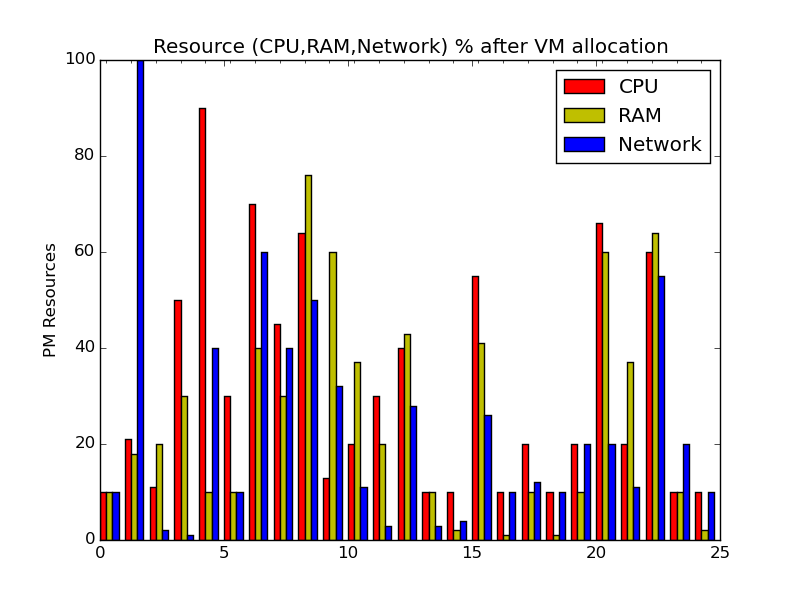 Resource (CPU,RAM,Network) % after VM allocation
100
80
60
40
20
0
PM Resources
CPU
RAM
Network
0 5 10 15 20 25